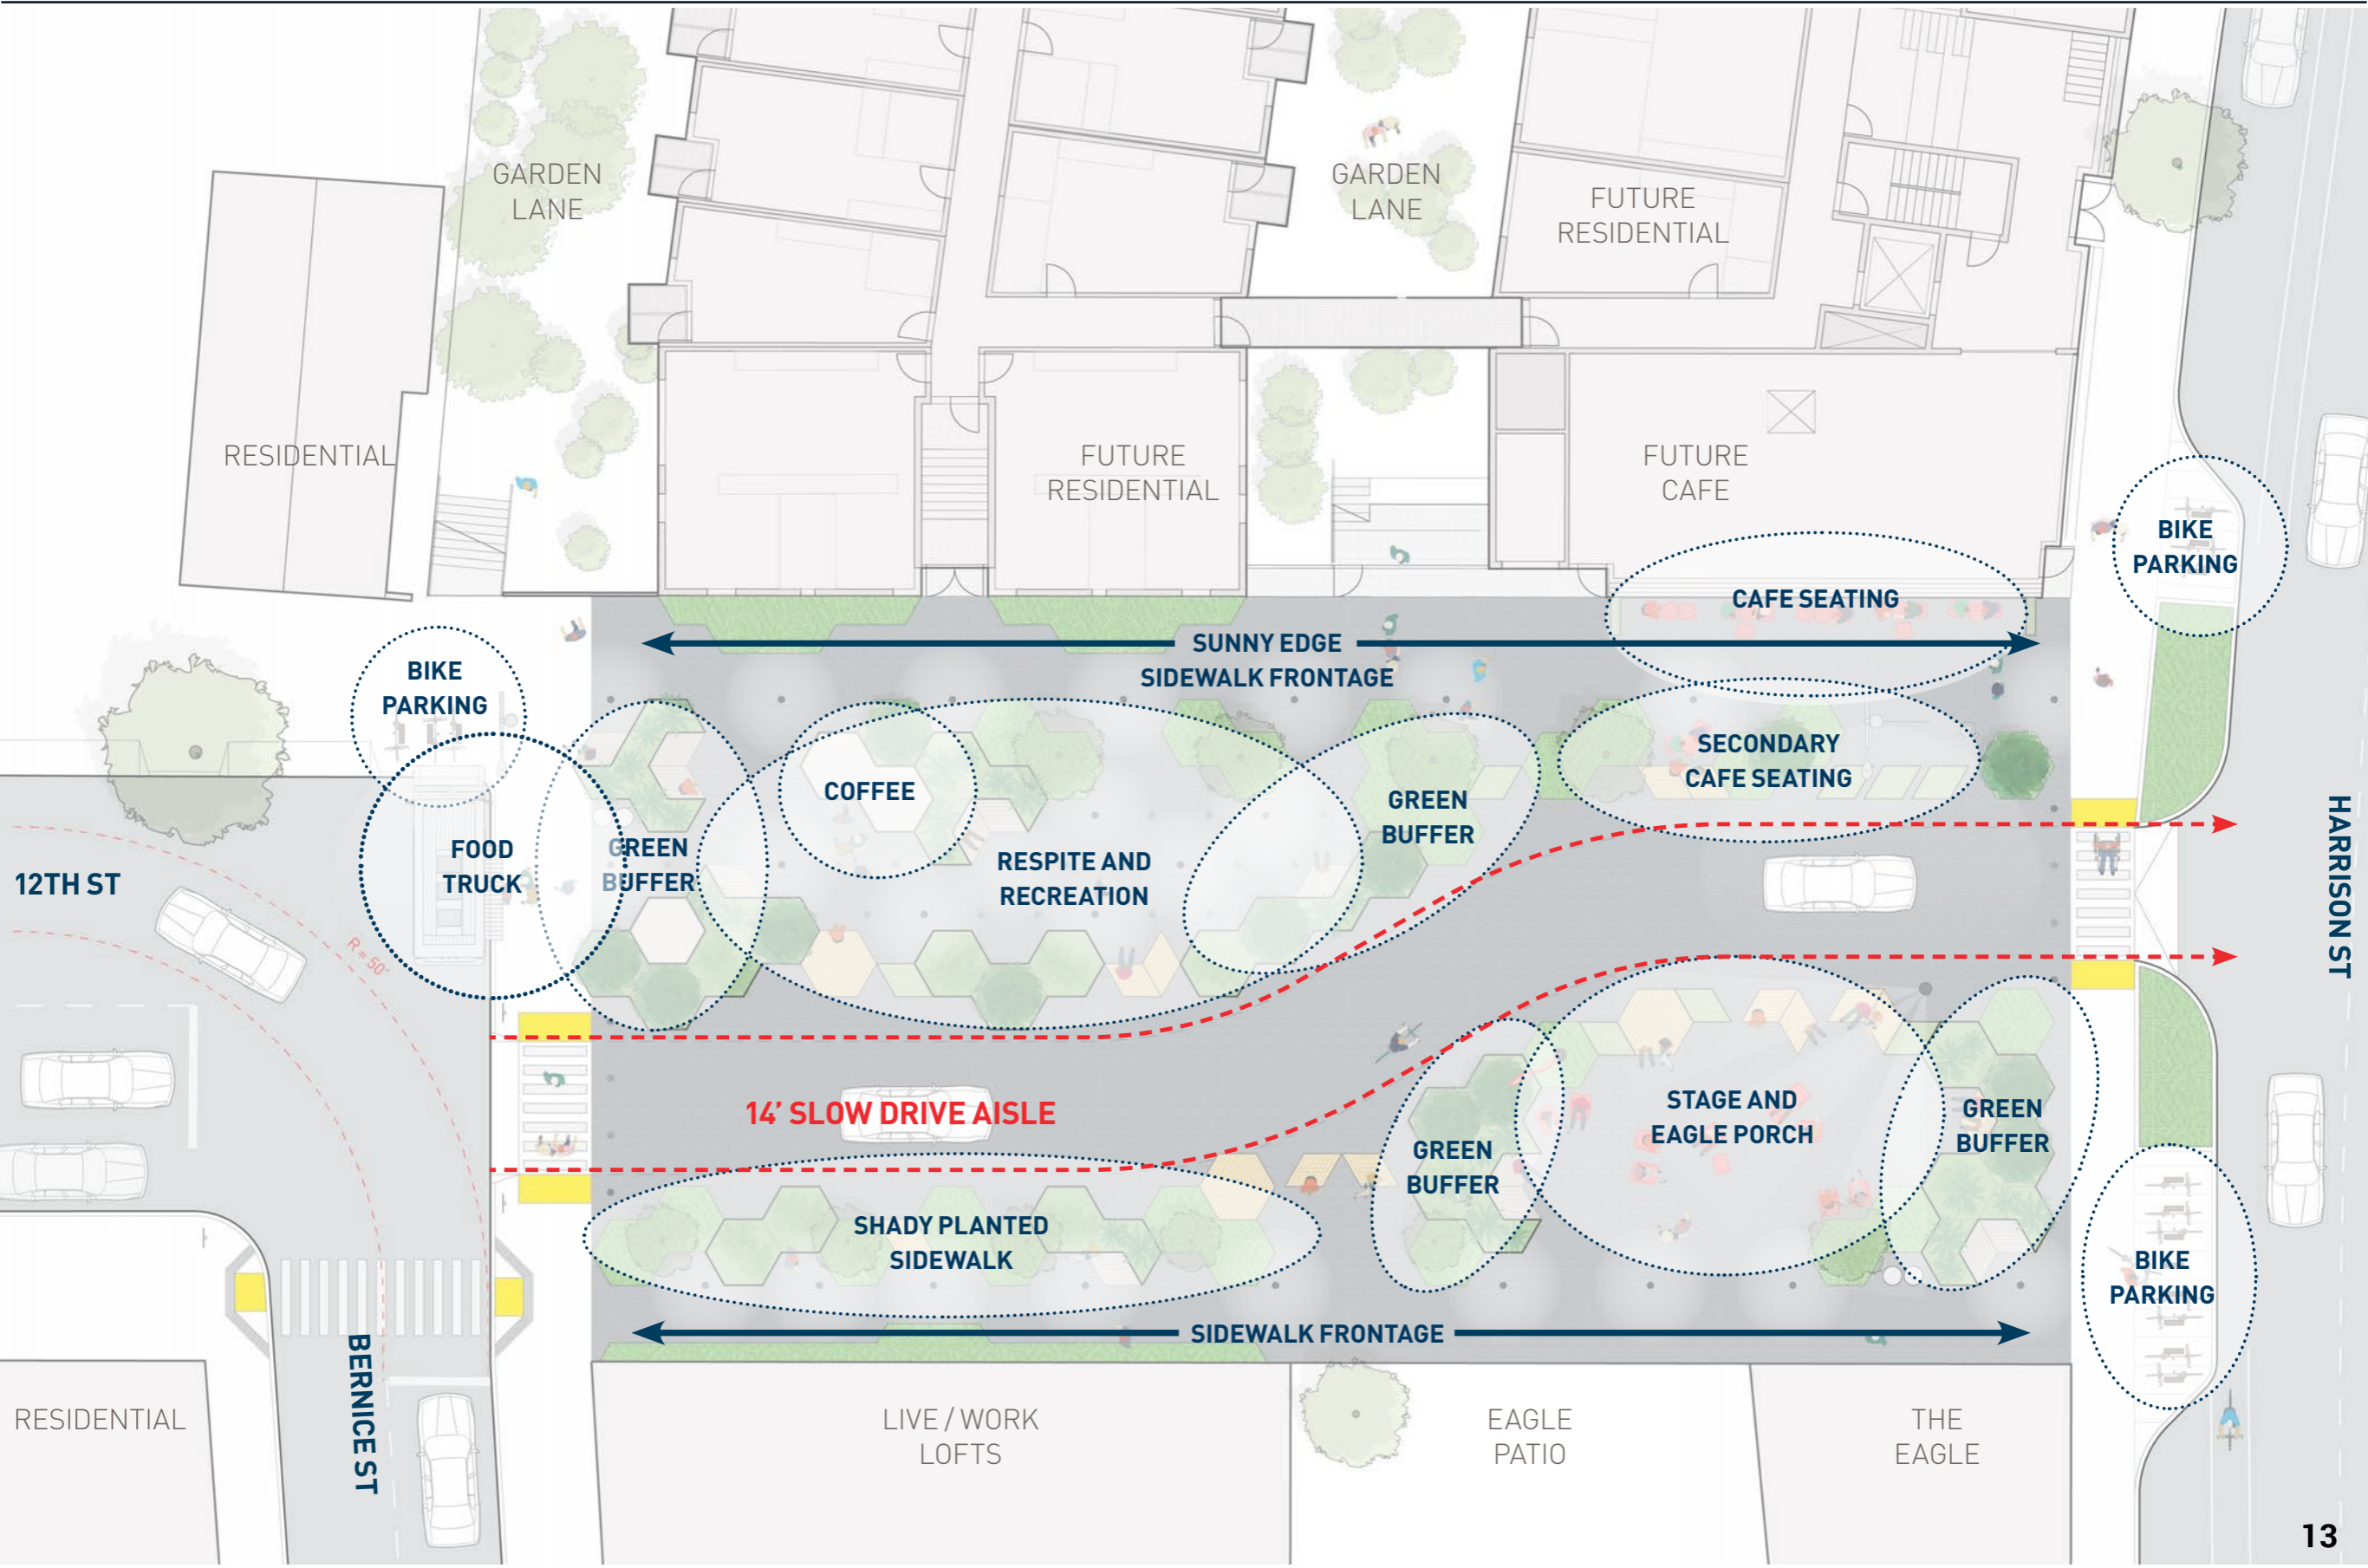 GARDEN
LANE
GARDEN
LANE
FUTURE
RESIDENTIAL
RESIDENTIAL
FUTURE
RESIDENTIAL
FUTURE
CAFE
BIKE
PARKING
CAFE SEATING
SUNNY EDGE
SIDEWALK FRONTAGE
BIKE
PARKING
COFFEE
SECONDARY
CAFE SEATING
GREEN
BUFFER
FOOD
TRUCK
GREEN
BUFFER
RESPITE AND
RECREATION
12TH ST
HARRISON ST
R = 50'
14’ SLOW DRIVE AISLE
STAGE AND
EAGLE PORCH
GREEN
BUFFER
GREEN
BUFFER
SHADY PLANTED
SIDEWALK
BIKE
PARKING
SIDEWALK FRONTAGE
BERNICE ST
RESIDENTIAL
LIVE / WORK
LOFTS
EAGLE
PATIO
THE
EAGLE
13